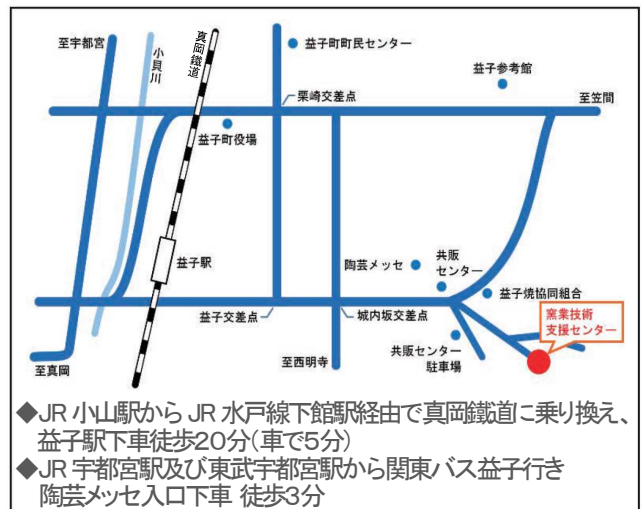 至宇都宮
小貝川
真岡鐵道
益子町町民センター
益子参考館
栗崎交差点
至笠間
益子町役場
益子駅
陶芸メッセ
共販
センター
益子焼協同組合
益子交差点
城内坂交差点
窯業技術
支援センター
至真岡
至西明寺
共販センター
駐車場
◆JR 小山駅から JR 水戸線下館駅経由で真岡鐵道に乗り換え、
益子駅下車徒歩20分(車で5分)
◆JR 宇都宮駅及び東武宇都宮駅から関東バス益子行き
陶芸メッセ入口下車 徒歩3分